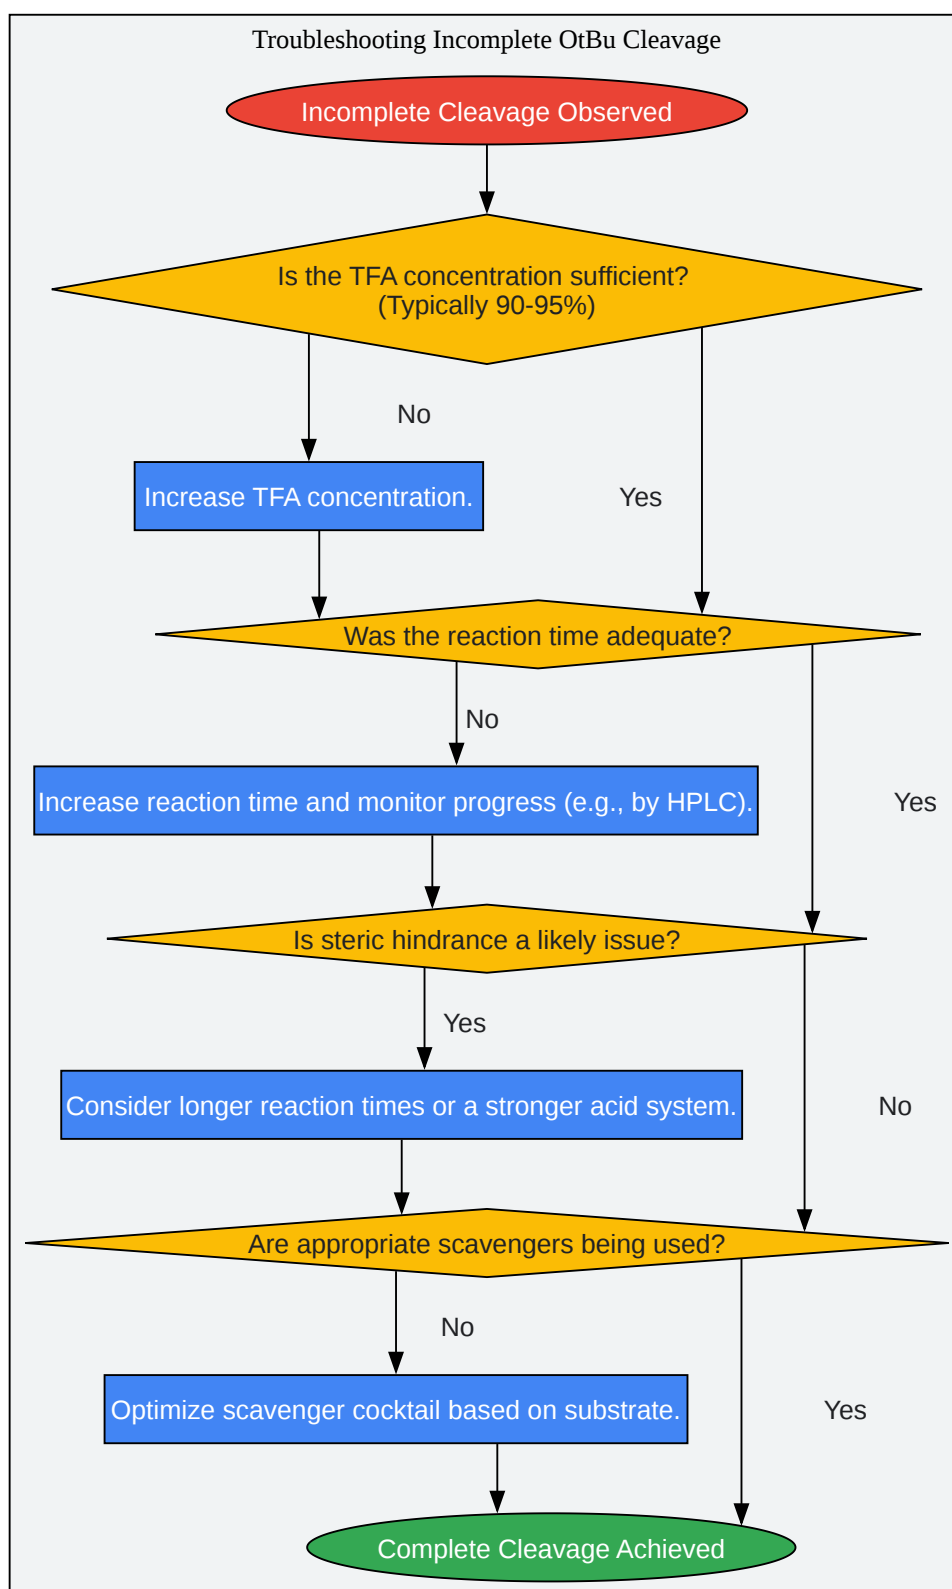 Troubleshooting Incomplete OtBu Cleavage
Incomplete Cleavage Observed
Is the TFA concentration sufficient?
(Typically 90-95%)
No
Increase TFA concentration.
Yes
Was the reaction time adequate?
No
Increase reaction time and monitor progress (e.g., by HPLC).
Yes
Is steric hindrance a likely issue?
Yes
Consider longer reaction times or a stronger acid system.
No
Are appropriate scavengers being used?
No
Optimize scavenger cocktail based on substrate.
Yes
Complete Cleavage Achieved